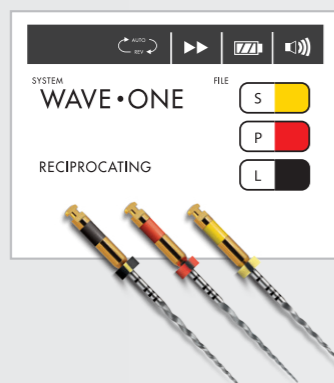 AUTO
REV
SYSTEM
WAVE•ONE
FILE
S
P
RECIPROCATING
L